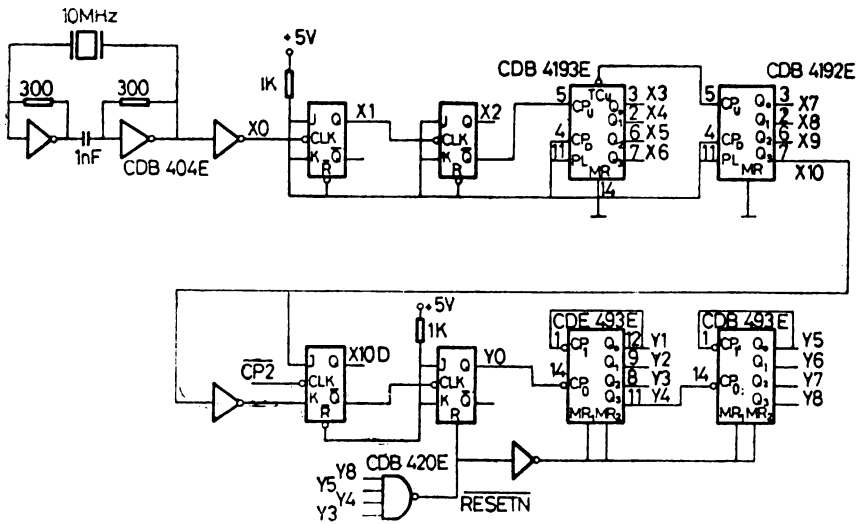 10MHz
300 300
1nF
CDB 404E
X0
+5V
1K
J Q X1
CLK
K Q
R
J Q X2
CLK
K Q
R
CDB 4193E
5 CPU TCU Q₀ 3 X3
Q₁ 2 X4
4 CPD Q₂ 6 X5
11 PL Q₃ 7 X6
MR
14
CDB 4192E
5 CPU Q₀ 3 X7
Q₁ 2 X8
4 CPD Q₂ 6 X9
11 PL Q₃ 7
MR X10
+5V
1K
J Q X10D
CP2 CLK
K Q
R
J Q Y0
CLK
K Q
R
CDE 493E
1 CP1 Q₀ 12 Y1
Q₁ 9 Y2
14 CP0 Q₂ 8 Y3
Q₃ 11 Y4
MR₁ MR₂
CDB 493E
1 CP1 Q₀ Y5
Q₁ Y6
14 CP0 Q₂ Y7
Q₃ Y8
MR₁ MR₂
CDB 420E
Y8
Y5
Y4
Y3
RESETN